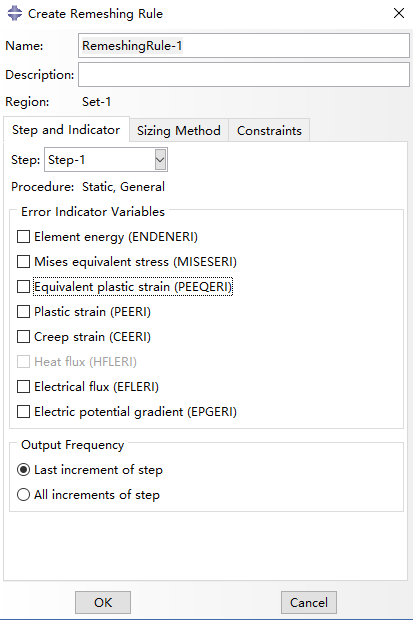 Create Remeshing Rule
Name: RemeshingRule-1
Description:
Region: Set-1
Step and Indicator Sizing Method Constraints
Step: Step-1
Procedure: Static, General
Error Indicator Variables
Element energy (ENDENERI)
Mises equivalent stress (MISESERI)
Equivalent plastic strain (PEEQERI)
Plastic strain (PEERI)
Creep strain (CEERI)
Heat flux (HFLERI)
Electrical flux (EFLERI)
Electric potential gradient (EPGERI)
Output Frequency
Last increment of step
All increments of step
OK Cancel